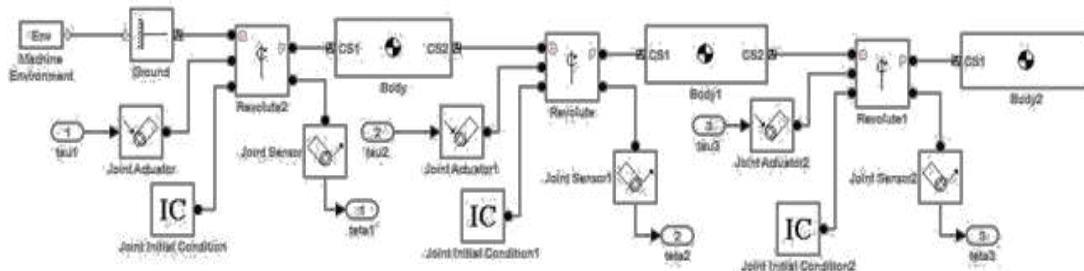 Env
Machine
Environment
Ground
B
F
Revolute2
CS1
CS2
Body
B
F
Revolute
CS1
CS2
Body1
B
F
Revolute1
CS1
Body2
1
tau1
Joint Actuator
Joint Sensor
IC
Joint Initial Condition
1
teta1
2
tau2
Joint Actuator1
Joint Sensor1
IC
Joint Initial Condition1
2
teta2
3
tau3
Joint Actuator2
Joint Sensor2
IC
Joint Initial Condition2
3
teta3